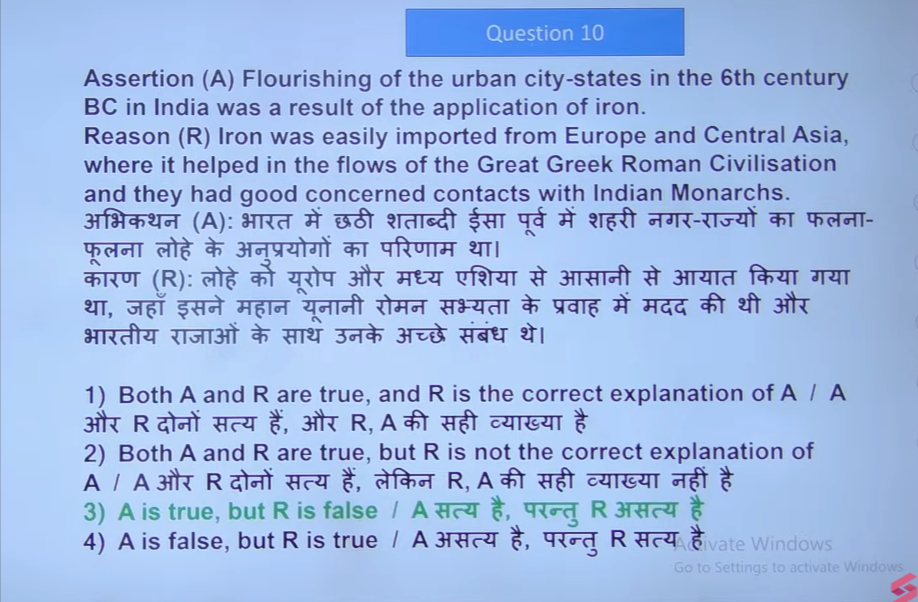 Question 10
Assertion (A) Flourishing of the urban city-states in the 6th century
BC in India was a result of the application of iron.
Reason (R) Iron was easily imported from Europe and Central Asia,
where it helped in the flows of the Great Greek Roman Civilisation
and they had good concerned contacts with Indian Monarchs.
अभिकथन (A): भारत में छठी शताब्दी ईसा पूर्व में शहरी नगर-राज्यों का फलना-
फूलना लोहे के अनुप्रयोगों का परिणाम था।
कारण (R): लोहे को यूरोप और मध्य एशिया से आसानी से आयात किया गया
था, जहाँ इसने महान यूनानी रोमन सभ्यता के प्रवाह में मदद की थी और
भारतीय राजाओं के साथ उनके अच्छे संबंध थे।
1) Both A and R are true, and R is the correct explanation of A / A
और R दोनों सत्य हैं, और R, A की सही व्याख्या है
2) Both A and R are true, but R is not the correct explanation of
A / A और R दोनों सत्य हैं, लेकिन R, A की सही व्याख्या नहीं है
3) A is true, but R is false / A सत्य है, परन्तु R असत्य है
4) A is false, but R is true / A असत्य है, परन्तु R सत्य है
Activate Windows
Go to Settings to activate Windows.